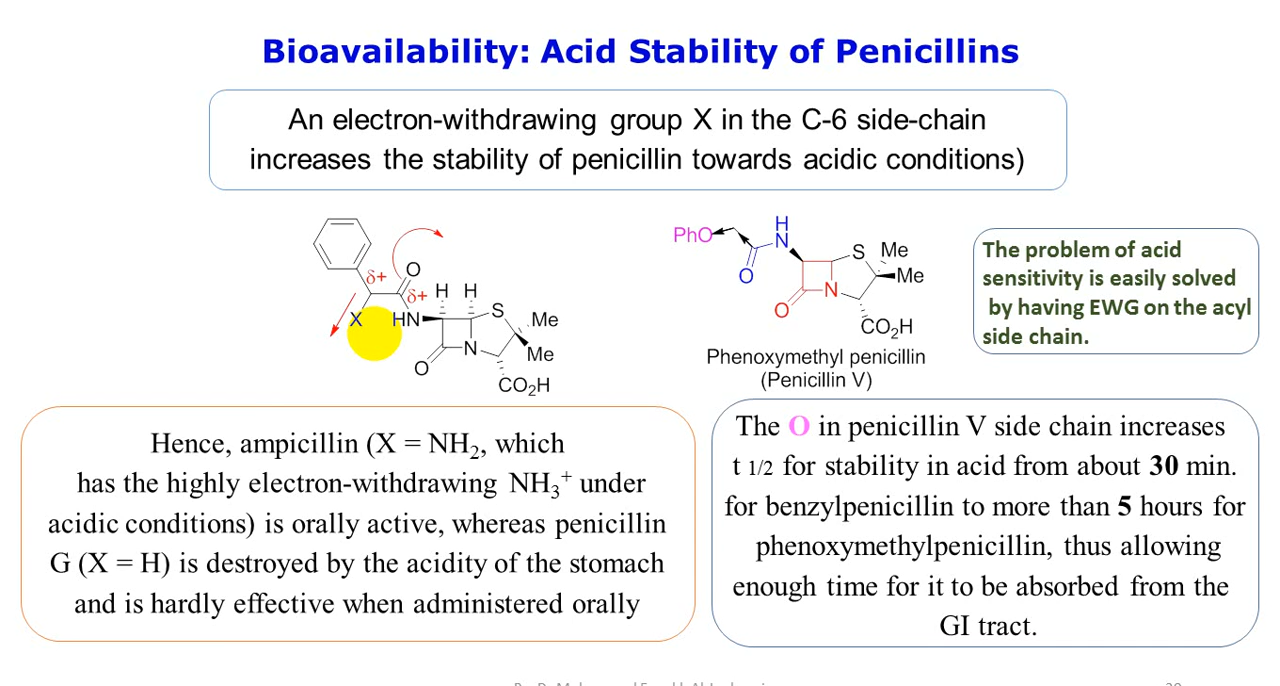 Bioavailability: Acid Stability of Penicillins
An electron-withdrawing group X in the C-6 side-chain
increases the stability of penicillin towards acidic conditions)
δ+
O
δ+
H
H
X
HN
S
Me
N
Me
O
CO₂H
PhO
H
N
O
S
Me
Me
N
O
CO₂H
Phenoxymethyl penicillin
(Penicillin V)
The problem of acid
sensitivity is easily solved
by having EWG on the acyl
side chain.
Hence, ampicillin (X = NH₂, which
has the highly electron-withdrawing NH₃⁺ under
acidic conditions) is orally active, whereas penicillin
G (X = H) is destroyed by the acidity of the stomach
and is hardly effective when administered orally
The O in penicillin V side chain increases
t 1/2 for stability in acid from about 30 min.
for benzylpenicillin to more than 5 hours for
phenoxymethylpenicillin, thus allowing
enough time for it to be absorbed from the
GI tract.